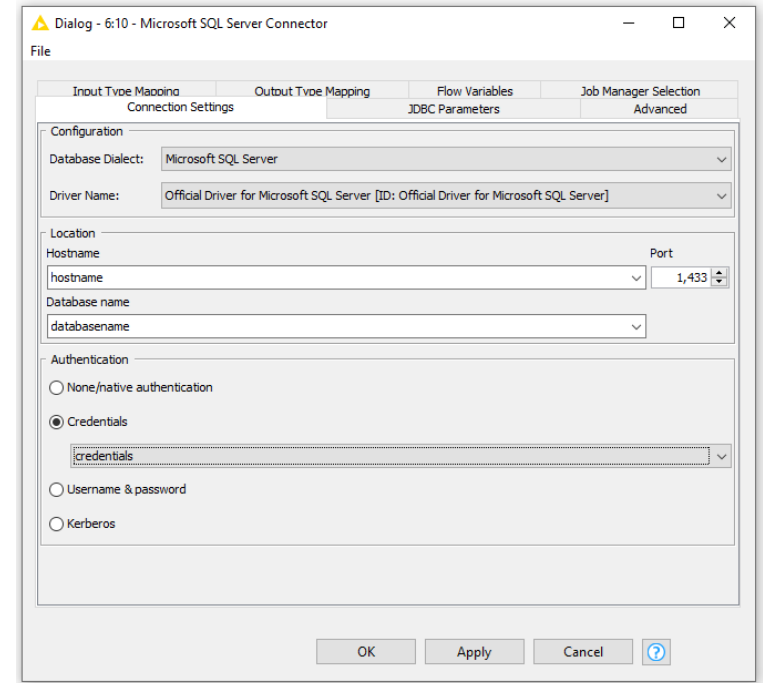 Dialog - 6:10 - Microsoft SQL Server Connector
File
Input Type Mapping Output Type Mapping Flow Variables Job Manager Selection
Connection Settings JDBC Parameters Advanced
Configuration
Database Dialect: Microsoft SQL Server
Driver Name: Official Driver for Microsoft SQL Server [ID: Official Driver for Microsoft SQL Server]
Location
Hostname Port
hostname 1,433
Database name
databasename
Authentication
None/native authentication
Credentials
credentials
Username & password
Kerberos
OK Apply Cancel ?